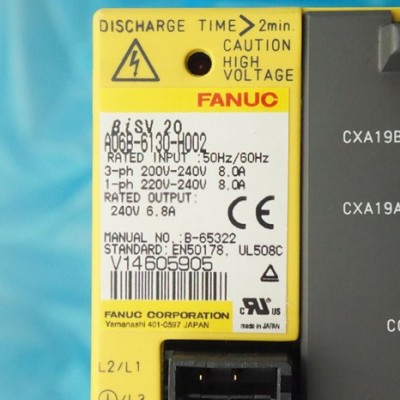 DISCHARGE TIME>2min.
CAUTION
HIGH
VOLTAGE
FANUC
βiSV 20
A06B-6130-H002
RATED INPUT :50Hz/60Hz
3-ph 200V-240V 8.0A
1-ph 220V-240V 8.0A
RATED OUTPUT:
240V 6.8A
CE
MANUAL NO. :B-65322
STANDARD: EN50178, UL508C
V14605905
FANUC CORPORATION
Yamanashi 401-0597 JAPAN
made in JAPAN
CXA19B
CXA19A
L2/L1